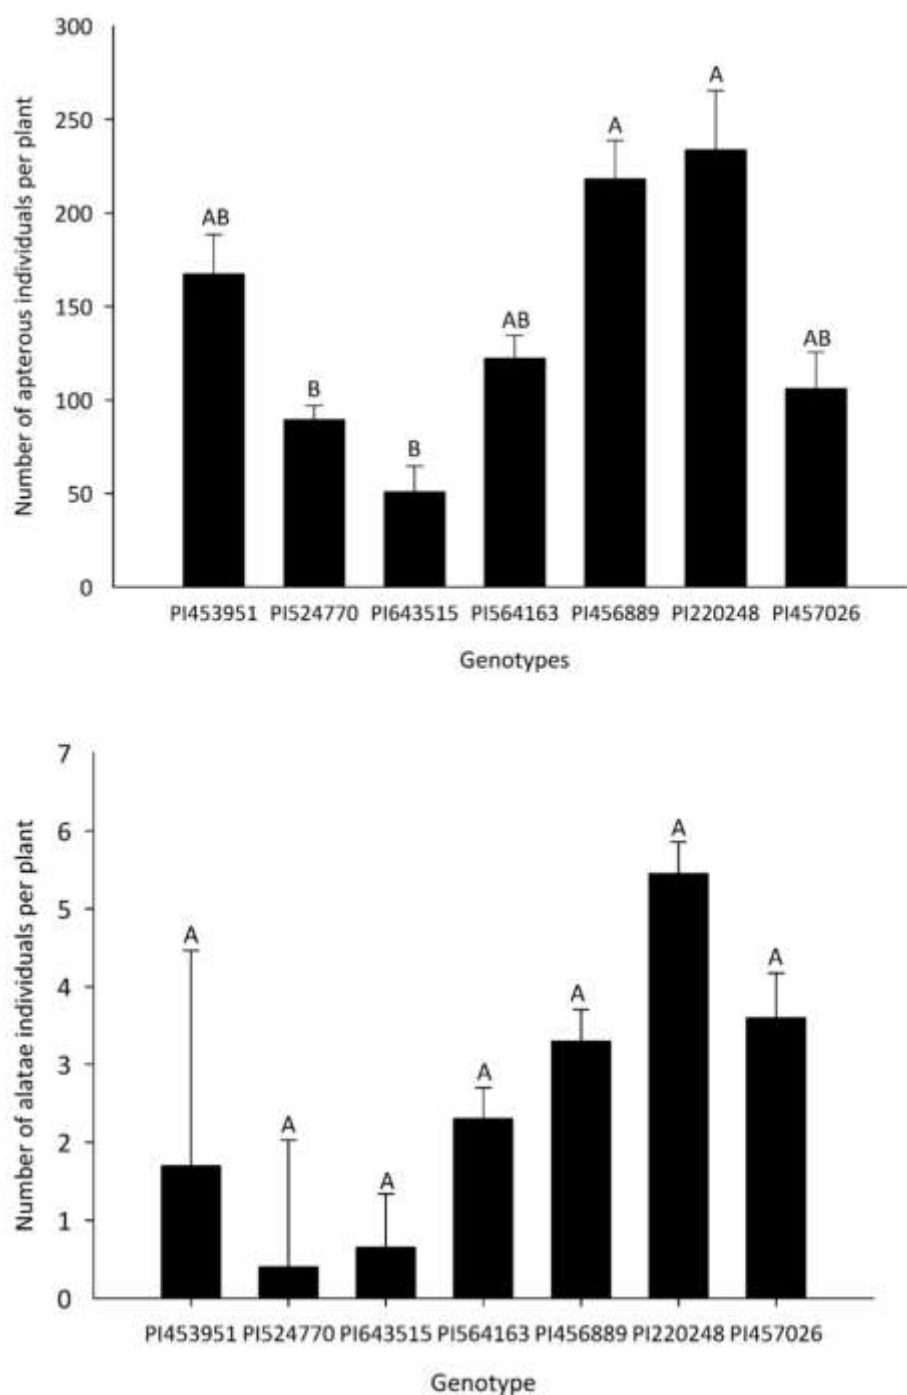 Number of apterous individuals per plant
300
250
200
150
100
50
0
AB
B
B
AB
A
A
AB
PI453951 PI524770 PI643515 PI564163 PI456889 PI220248 PI457026
Genotypes
Number of alatae individuals per plant
7
6
5
4
3
2
1
0
A
A
A
A
A
A
A
PI453951 PI524770 PI643515 PI564163 PI456889 PI220248 PI457026
Genotype